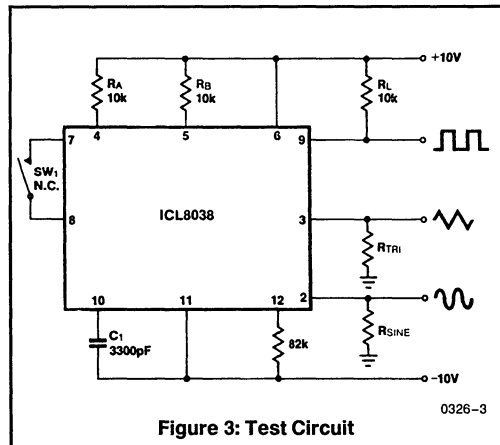 +10V
RA
10k
RB
10k
RL
10k
4
5
6
7
9
SW1
N.C.
ICL8038
8
3
RTRI
2
10
11
12
RSINE
C1
3300pF
82k
-10V
0326-3
Figure 3: Test Circuit